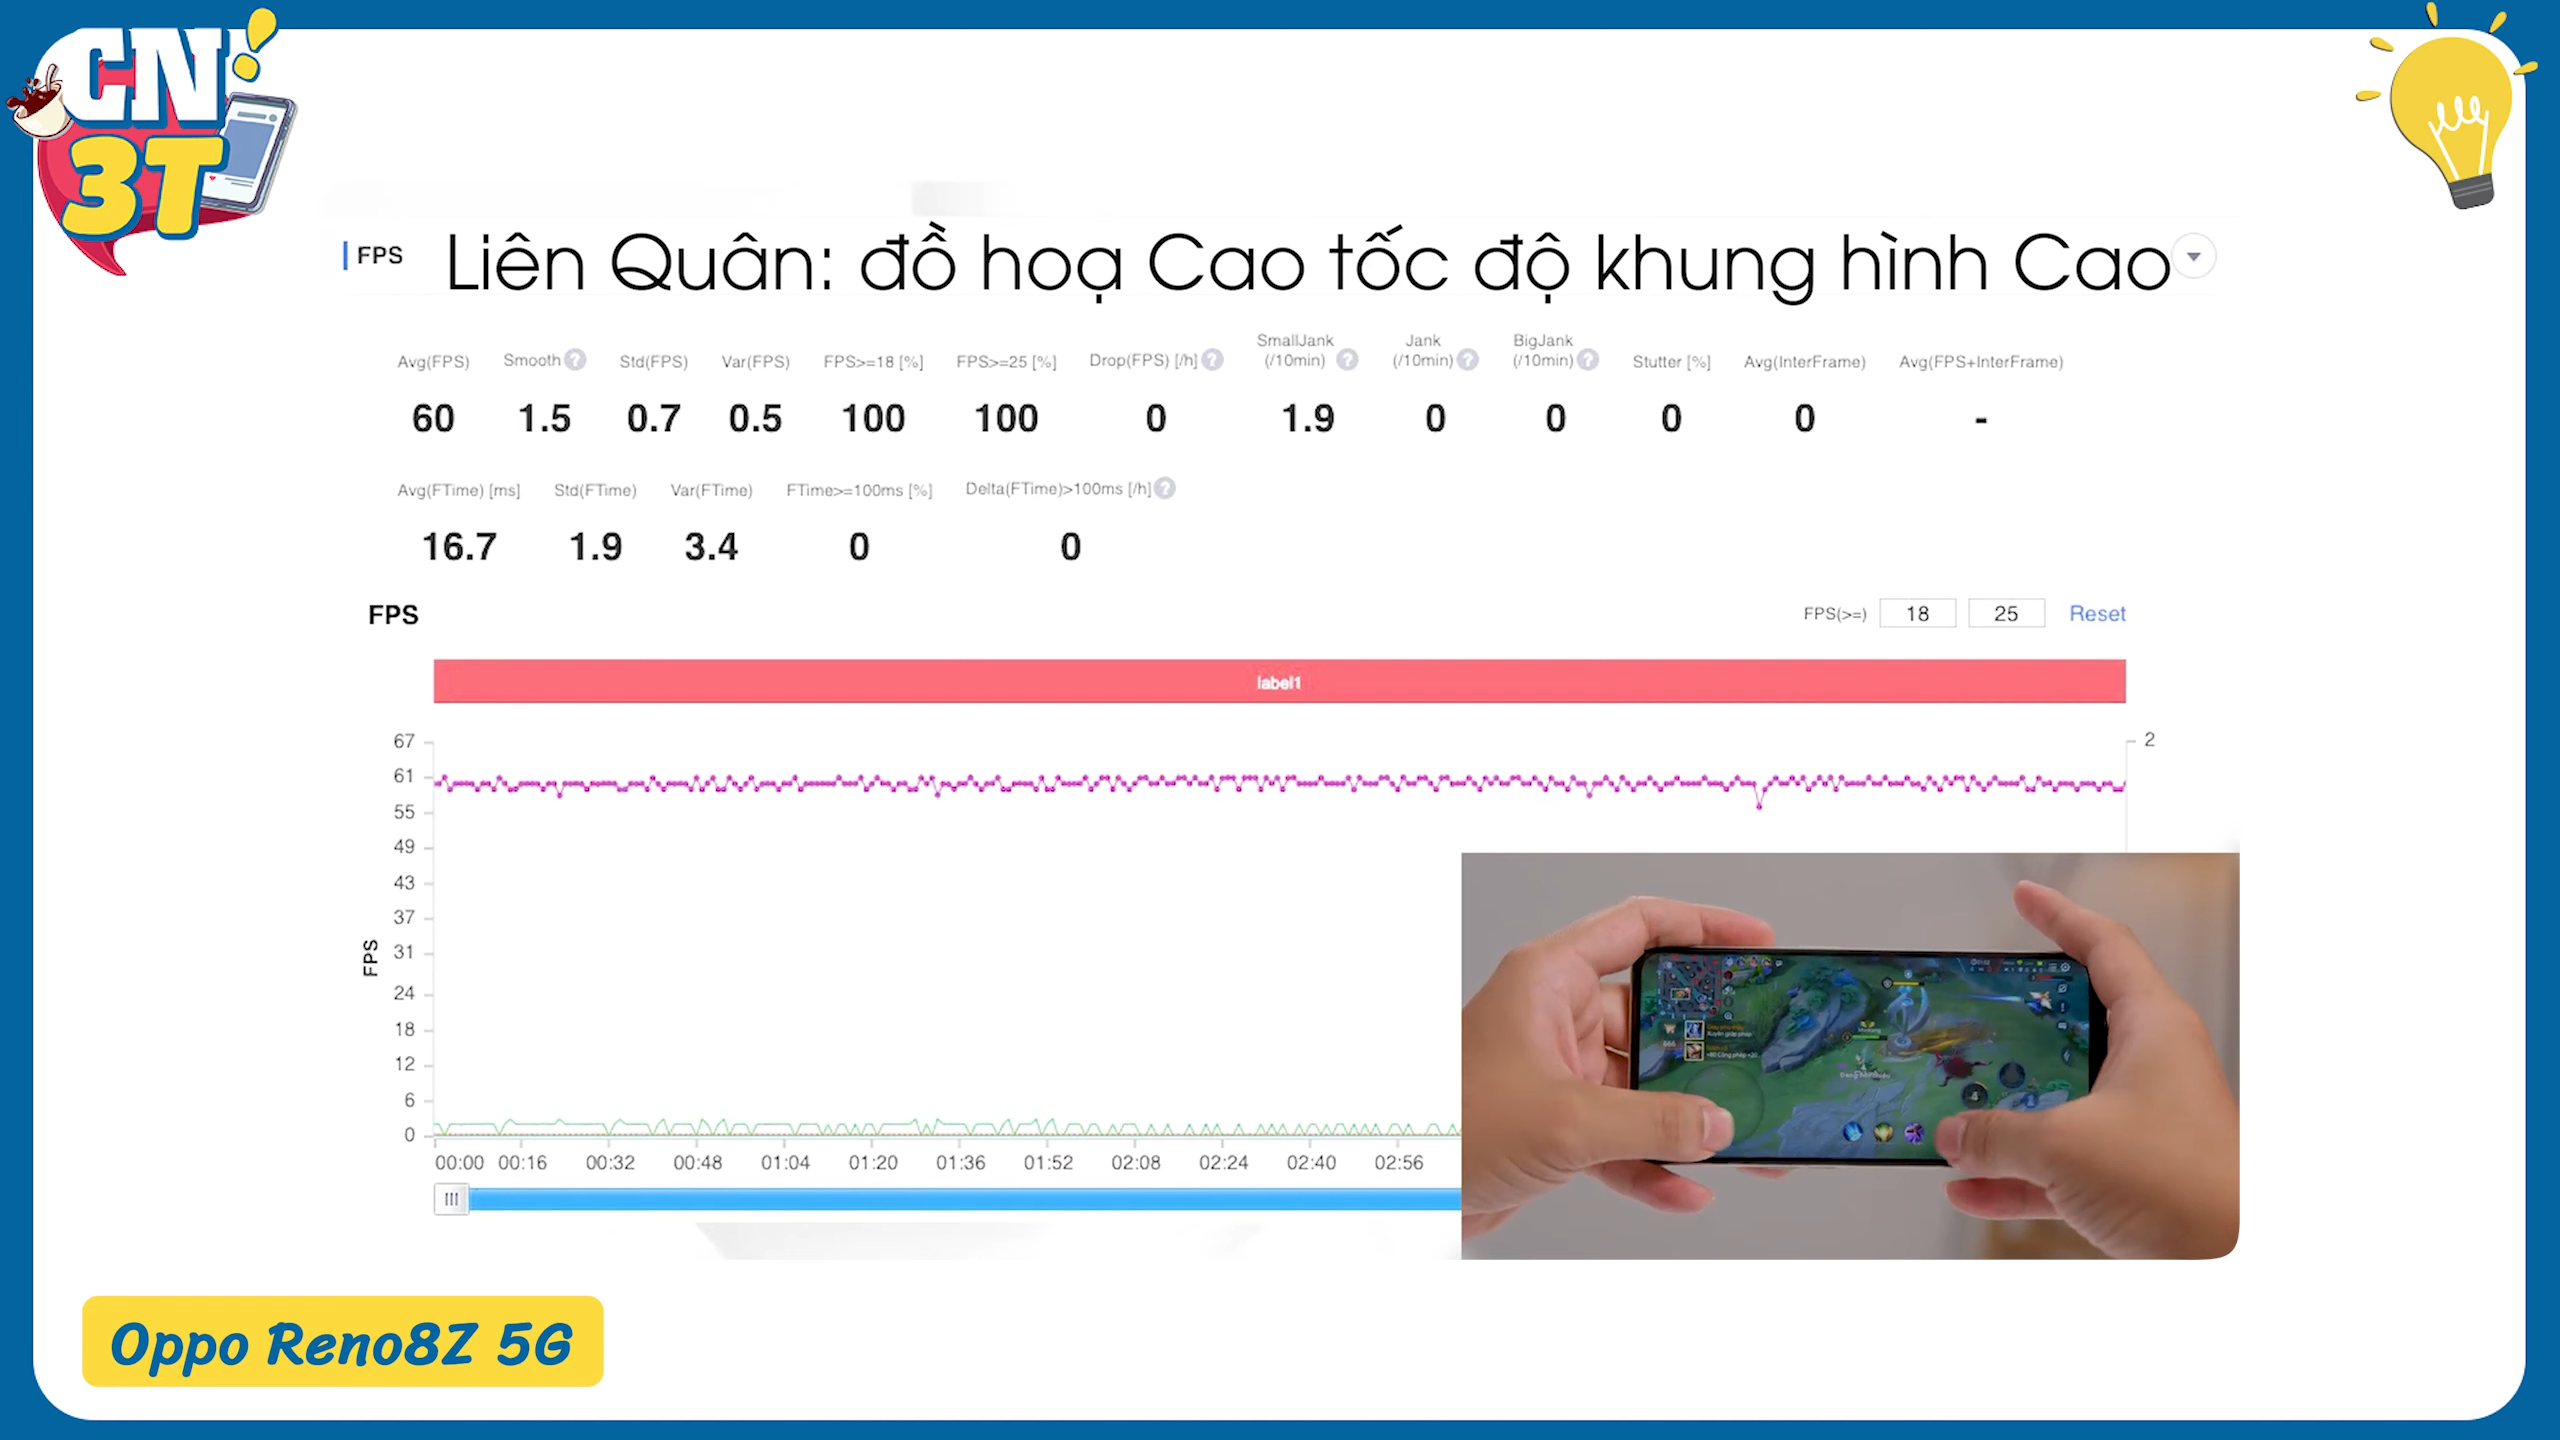 CN!
3T
FPS
Liên Quân: đồ hoạ Cao tốc độ khung hình Cao
Avg(FPS) Smooth ? Std(FPS) Var(FPS) FPS>=18 [%] FPS>=25 [%] Drop(FPS) [/h] ? SmallJank (/10min) ? Jank (/10min) ? BigJank (/10min) ? Stutter [%] Avg(InterFrame) Avg(FPS+InterFrame)
60 1.5 0.7 0.5 100 100 0 1.9 0 0 0 0 -
Avg(FTime) [ms] Std(FTime) Var(FTime) FTime>=100ms [%] Delta(FTime)>100ms [/h] ?
16.7 1.9 3.4 0 0
FPS
FPS(>=) 18 25 Reset
label1
67
61
55
49
43
37
31
24
18
12
6
0
2
FPS
00:00 00:16 00:32 00:48 01:04 01:20 01:36 01:52 02:08 02:24 02:40 02:56
Oppo Reno8Z 5G